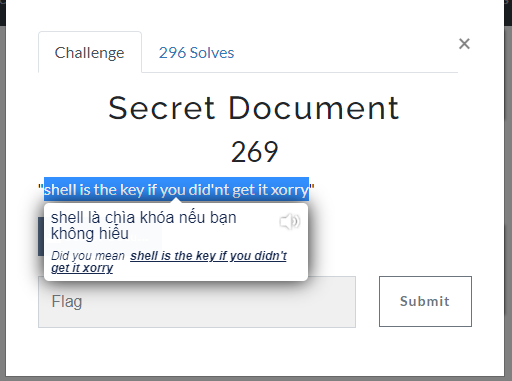 Challenge
296 Solves
×
Secret Document
269
"shell is the key if you did'nt get it xorry"
shell là chìa khóa nếu bạn
không hiểu
Did you mean shell is the key if you didn't
get it xorry
Flag
Submit